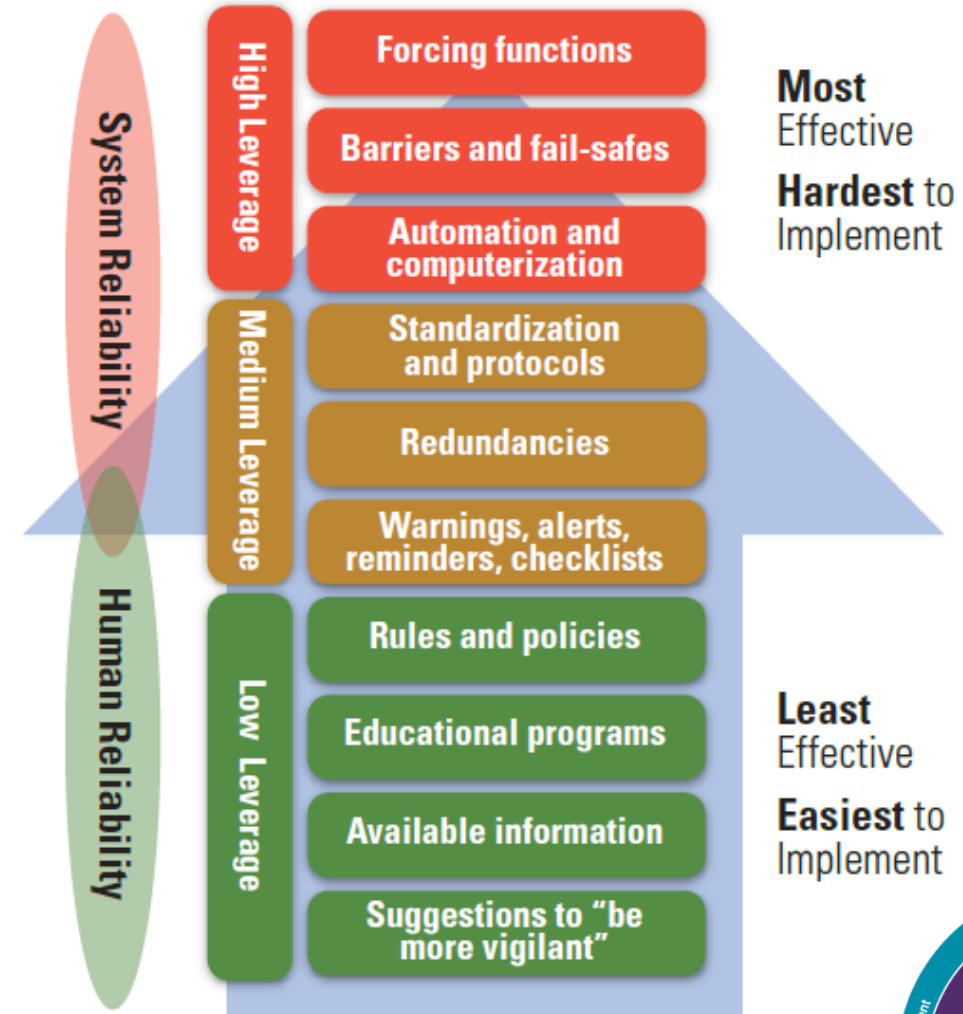 System Reliability
Human Reliability
High Leverage
Forcing functions
Barriers and fail-safes
Automation and
computerization
Medium Leverage
Standardization
and protocols
Redundancies
Warnings, alerts,
reminders, checklists
Low Leverage
Rules and policies
Educational programs
Available information
Suggestions to “be
more vigilant”
Most
Effective
Hardest to
Implement
Least
Effective
Easiest to
Implement